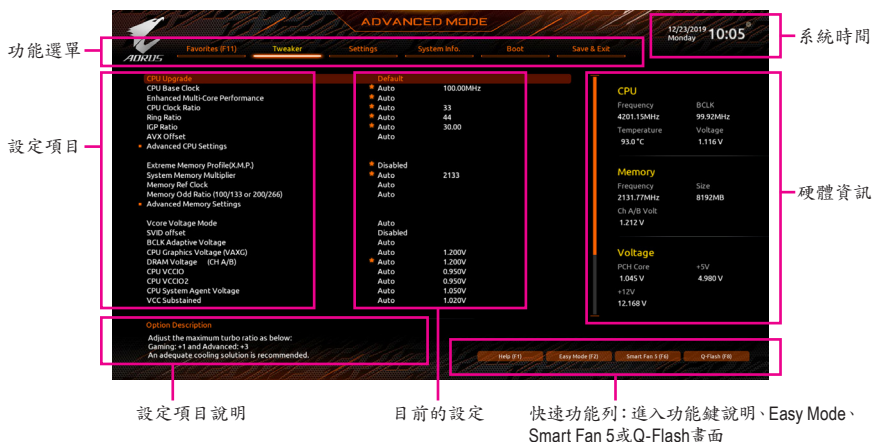 ADVANCED MODE
12/23/2019
Monday
10:05
系統時間
功能選單
AORUS
Favorites (F11) Tweaker Settings System Info. Boot Save & Exit
CPU Upgrade Default
CPU Base Clock Auto 100.00MHz
Enhanced Multi-Core Performance Auto
CPU Clock Ratio Auto 33
Ring Ratio Auto 44
IGP Ratio Auto 30.00
AVX Offset Auto
Advanced CPU Settings
設定項目
Extreme Memory Profile(X.M.P.) Disabled
System Memory Multiplier Auto 2133
Memory Ref Clock Auto
Memory Odd Ratio (100/133 or 200/266) Auto
Advanced Memory Settings
Vcore Voltage Mode Auto
SVID offset Disabled
BCLK Adaptive Voltage Auto
CPU Graphics Voltage (VAXG) Auto 1.200V
DRAM Voltage (CH A/B) Auto 1.200V
CPU VCCIO Auto 0.950V
CPU VCCIO2 Auto 0.950V
CPU System Agent Voltage Auto 1.050V
VCC Substained Auto 1.020V
CPU
Frequency BCLK
4201.15MHz 99.92MHz
Temperature Voltage
93.0 °C 1.116 V
Memory
Frequency Size
2131.77MHz 8192MB
Ch A/B Volt
1.212 V
硬體資訊
Voltage
PCH Core +5V
1.045 V 4.980 V
+12V
12.168 V
Option Description
Adjust the maximum turbo ratio as below:
Gaming: +1 and Advanced: +3
An adequate cooling solution is recommended.
Help (F1) Easy Mode (F2) Smart Fan 5 (F6) Q-Flash (F8)
設定項目說明
目前的設定
快速功能列：進入功能鍵說明、Easy Mode、
Smart Fan 5或Q-Flash畫面